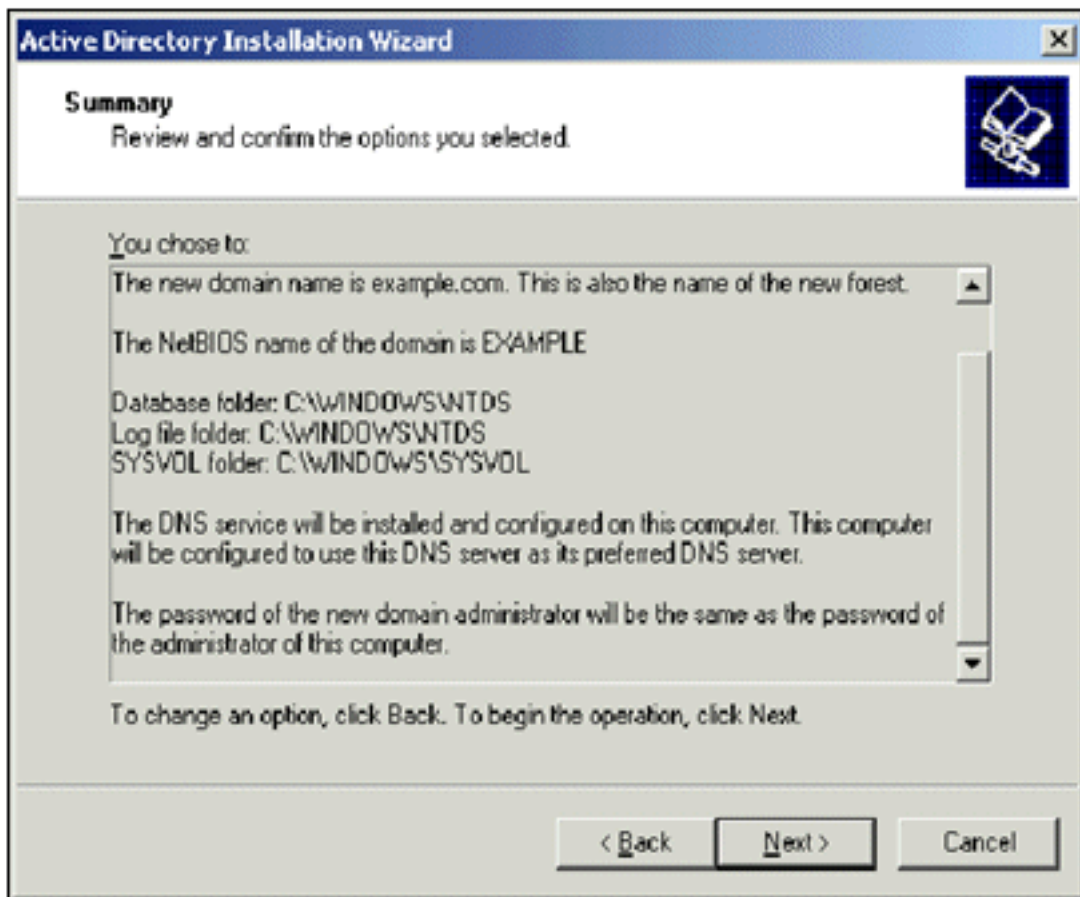 Active Directory Installation Wizard
Summary
Review and confirm the options you selected.
You chose to:
The new domain name is example.com. This is also the name of the new forest.
The NetBIOS name of the domain is EXAMPLE
Database folder: C:\WINDOWS\NTDS
Log file folder: C:\WINDOWS\NTDS
SYSVOL folder: C:\WINDOWS\SYSVOL
The DNS service will be installed and configured on this computer. This computer
will be configured to use this DNS server as its preferred DNS server.
The password of the new domain administrator will be the same as the password of
the administrator of this computer.
To change an option, click Back. To begin the operation, click Next.
< Back Next > Cancel